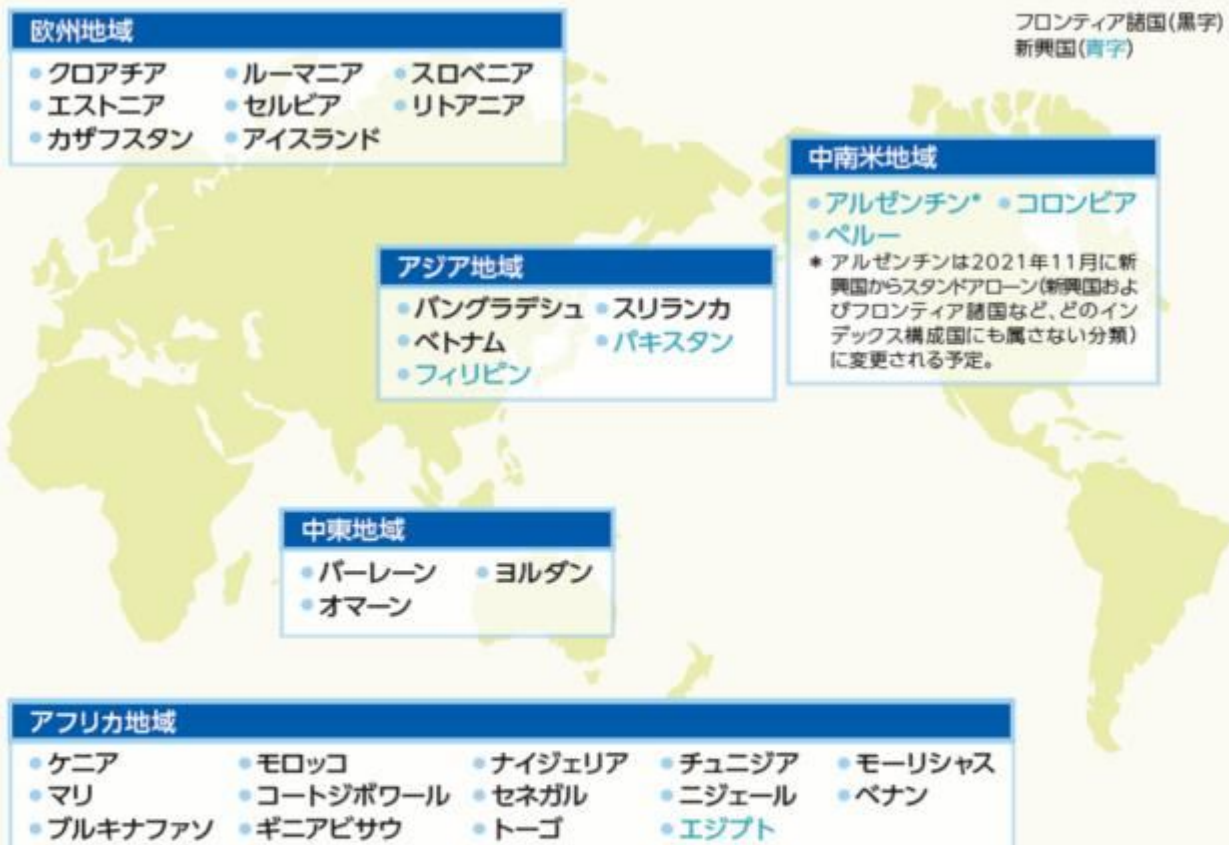 フロンティア諸国(黒字)
新興国(青字)
欧州地域
•クロアチア •ルーマニア •スロベニア
•エストニア •セルビア •リトアニア
•カザフスタン •アイスランド
中南米地域
•アルゼンチン* •コロンビア
•ペルー
* アルゼンチンは2021年11月に新
興国からスタンドアローン(新興国およ
びフロンティア諸国など、どのイン
デックス構成国にも属さない分類)
に変更される予定。
アジア地域
•バングラデシュ •スリランカ
•ベトナム •パキスタン
•フィリピン
中東地域
•バーレーン •ヨルダン
•オマーン
アフリカ地域
•ケニア •モロッコ •ナイジェリア •チュニジア •モーリシャス
•マリ •コートジボワール •セネガル •ニジェール •ベナン
•ブルキナファソ •ギニアビサウ •トーゴ •エジプト